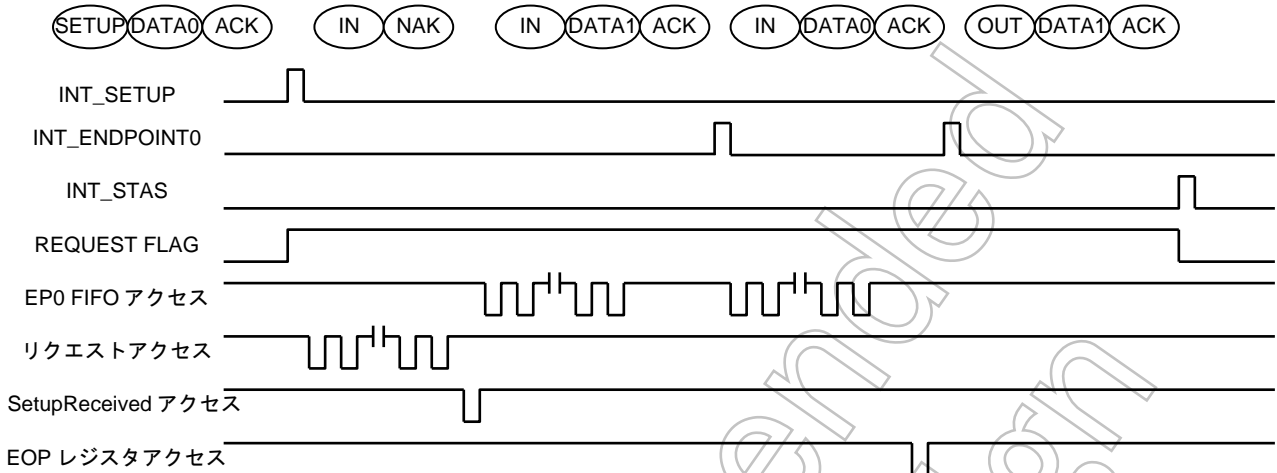 SETUP DATA0 ACK IN NAK IN DATA1 ACK IN DATA0 ACK OUT DATA1 ACK
INT_SETUP
INT_ENDPOINT0
INT_STAS
REQUEST FLAG
EP0 FIFO アクセス
リクエストアクセス
SetupReceived アクセス
EOP レジスタアクセス